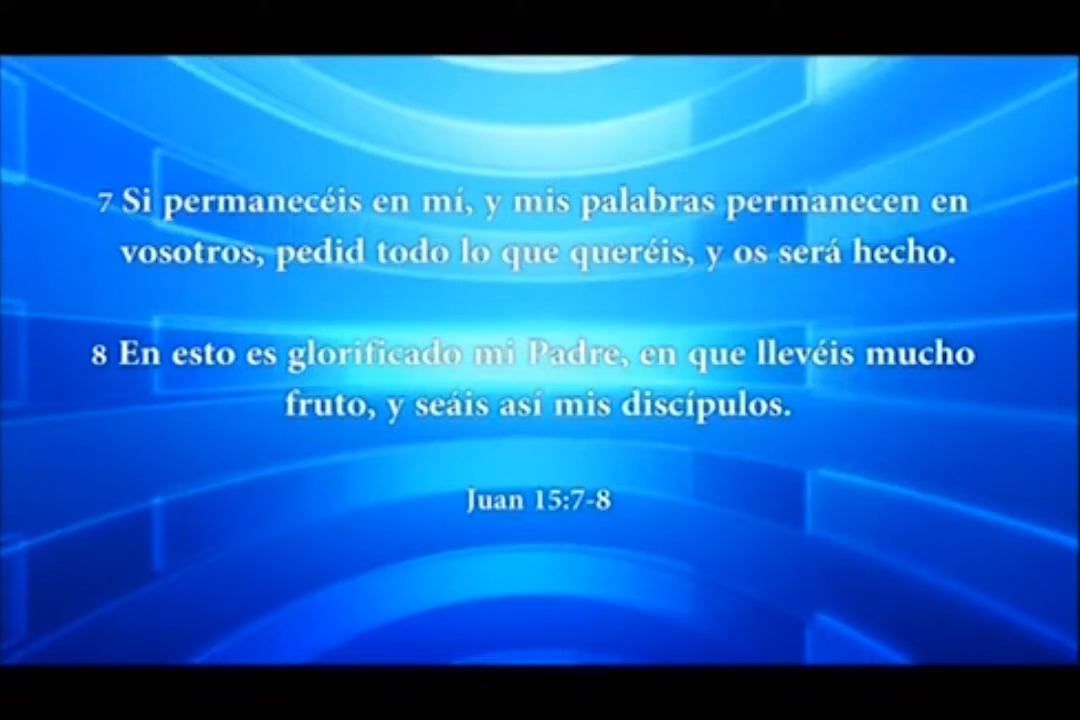 7 Si permanecéis en mí, y mis palabras permanecen en
vosotros, pedid todo lo que queréis, y os será hecho.
8 En esto es glorificado mi Padre, en que llevéis mucho
fruto, y seáis así mis discípulos.
Juan 15:7-8